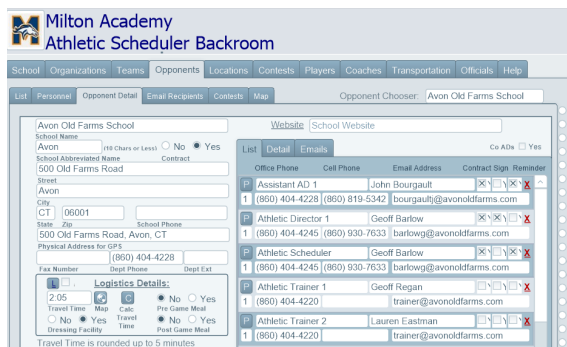 Milton Academy
Athletic Scheduler Backroom
School Organizations Teams Opponents Locations Contests Players Coaches Transportation Officials Help
List Personnel Opponent Detail Email Recipients Contests Map Opponent Chooser: Avon Old Farms School
Avon Old Farms School
School Name
Avon (10 Chars or Less) No Yes
School Abbreviated Name Contract
500 Old Farms Road
Street
Avon
City
CT 06001
State Zip School Phone
500 Old Farms Road, Avon, CT
Physical Address for GPS
(860) 404-4228
Fax Number Dept Phone Dept Ext
L . Logistics Details:
2:05 C No Yes
Travel Time Map Calc Travel Time Pre Game Meal
No Yes No Yes
Dressing Facility Post Game Meal
Travel Time is rounded up to 5 minutes
Website School Website
List Detail Emails Co ADs Yes
Office Phone Cell Phone Email Address Contract Sign Reminder
P Assistant AD 1 John Bourgault X
1 (860) 404-4228 (860) 819-5342 bourgaultj@avonoldfarms.com
P Athletic Director 1 Geoff Barlow X
1 (860) 404-4245 (860) 930-7633 barlowg@avonoldfarms.com
P Athletic Scheduler Geoff Barlow X
1 (860) 404-4245 (860) 930-7633 barlowg@avonoldfarms.com
P Athletic Trainer 1 Geoff Regan X
1 (860) 404-4220 trainer@avonoldfarms.com
P Athletic Trainer 2 Lauren Eastman X
1 (860) 404-4220 trainer@avonoldfarms.com